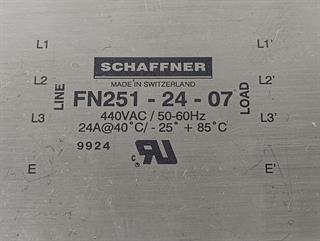 SCHAFFNER
MADE IN SWITZERLAND
FN251 - 24 - 07
440VAC / 50-60Hz
24A@40°C/ - 25° + 85°C
9924
c RU
LINE
L1
L2
L3
E
LOAD
L1'
L2'
L3'
E'